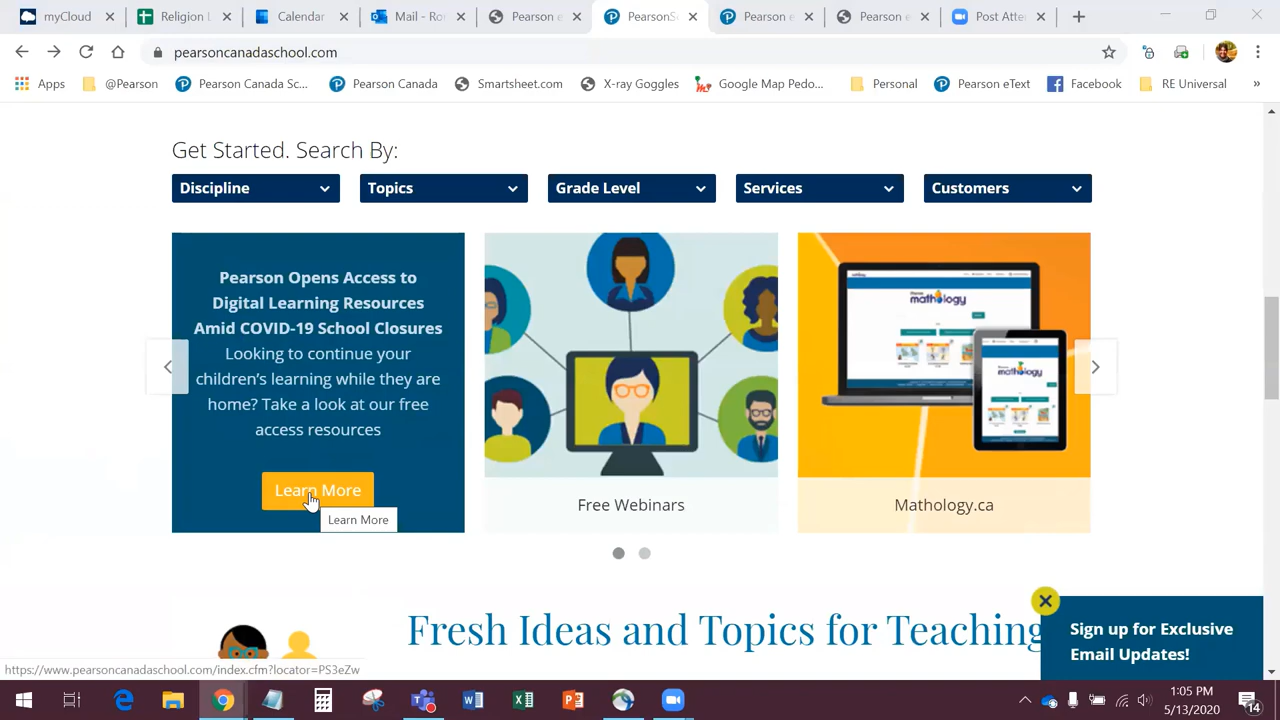 myCloud
Religion L
Calendar
Mail - Ro
Pearson e
PearsonS
Pearson e
Pearson e
Post Atte
pearsoncanadaschool.com
Apps
@Pearson
Pearson Canada Sc...
Pearson Canada
Smartsheet.com
X-ray Goggles
Google Map Pedo...
Personal
Pearson eText
Facebook
RE Universal
»
Get Started. Search By:
Discipline
Topics
Grade Level
Services
Customers
Pearson Opens Access to
Digital Learning Resources
Amid COVID-19 School Closures
Looking to continue your
children's learning while they are
home? Take a look at our free
access resources
Learn More
Learn More
Free Webinars
mathology
mathology
Mathology.ca
Fresh Ideas and Topics for Teaching
Sign up for Exclusive
Email Updates!
https://www.pearsoncanadaschool.com/index.cfm?locator=PS3eZw
1:05 PM
5/13/2020
14